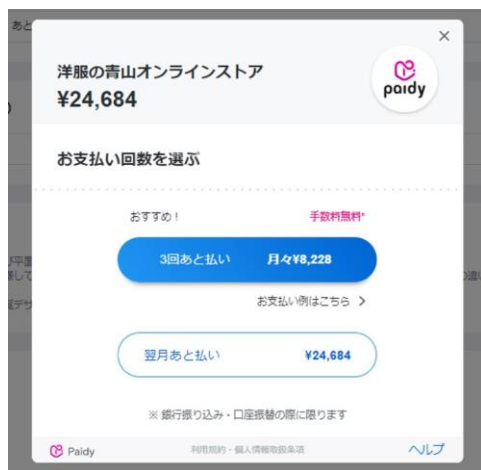 あと
洋服の青山オンラインストア
¥24,684
paidy
お支払い回数を選ぶ
おすすめ！
手数料無料*
3回あと払い 月々¥8,228
お支払い例はこちら
翌月あと払い ¥24,684
※ 銀行振り込み・口座振替の際に限ります
Paidy
利用規約・個人情報取扱条項
ヘルプ